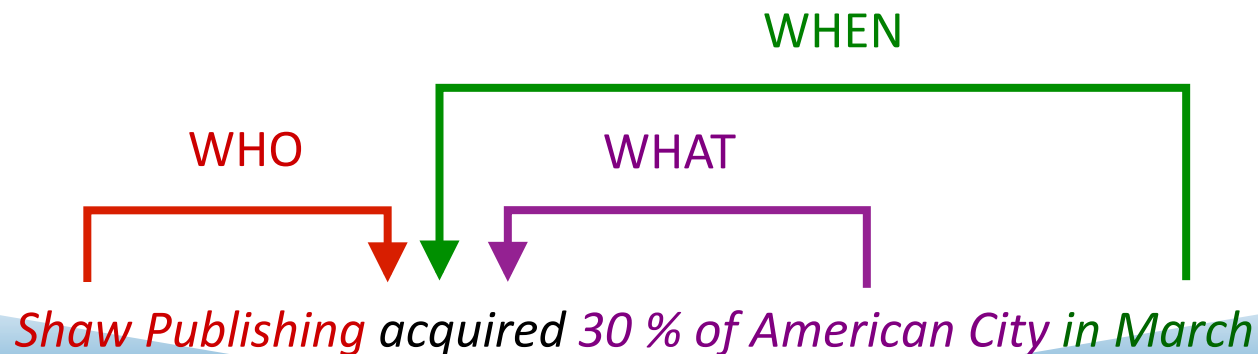 WHEN
WHO WHAT
Shaw Publishing acquired 30 % of American City in March